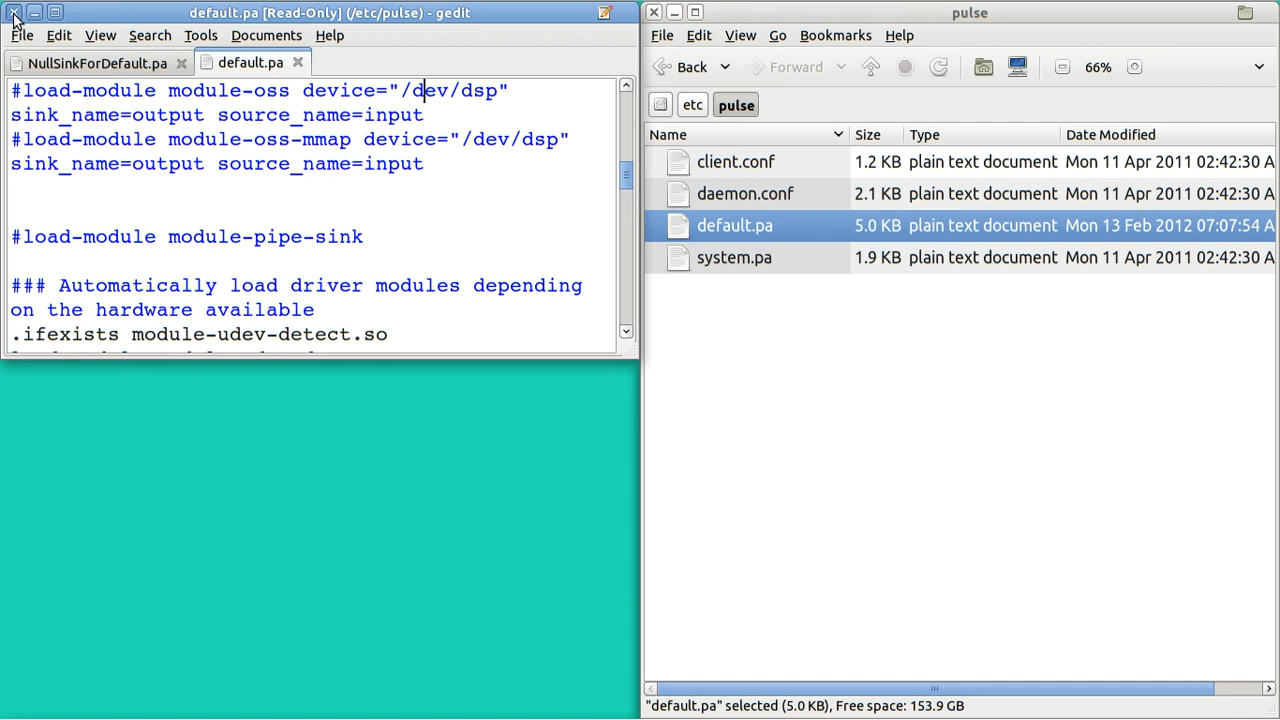 default.pa [Read-Only] (/etc/pulse) - gedit
File Edit View Search Tools Documents Help
NullSinkForDefault.pa default.pa
#load-module module-oss device="/dev/dsp"
sink_name=output source_name=input
#load-module module-oss-mmap device="/dev/dsp"
sink_name=output source_name=input
#load-module module-pipe-sink
### Automatically load driver modules depending
on the hardware available
.ifexists module-udev-detect.so
pulse
File Edit View Go Bookmarks Help
Back Forward 66%
etc pulse
Name Size Type Date Modified
client.conf 1.2 KB plain text document Mon 11 Apr 2011 02:42:30 A
daemon.conf 2.1 KB plain text document Mon 11 Apr 2011 02:42:30 A
default.pa 5.0 KB plain text document Mon 13 Feb 2012 07:07:54 A
system.pa 1.9 KB plain text document Mon 11 Apr 2011 02:42:30 A
"default.pa" selected (5.0 KB), Free space: 153.9 GB